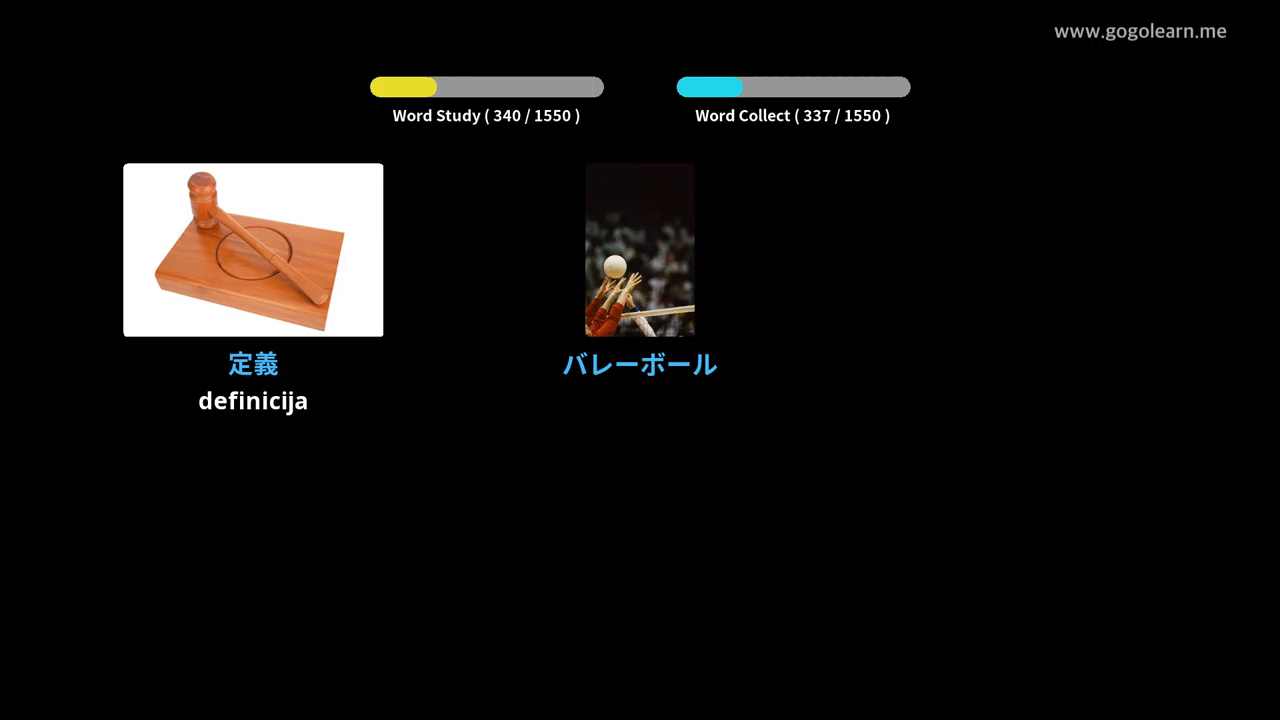 www.gogolearn.me
Word Study ( 340 / 1550 )
Word Collect ( 337 / 1550 )
定義
definicija
バレーボール